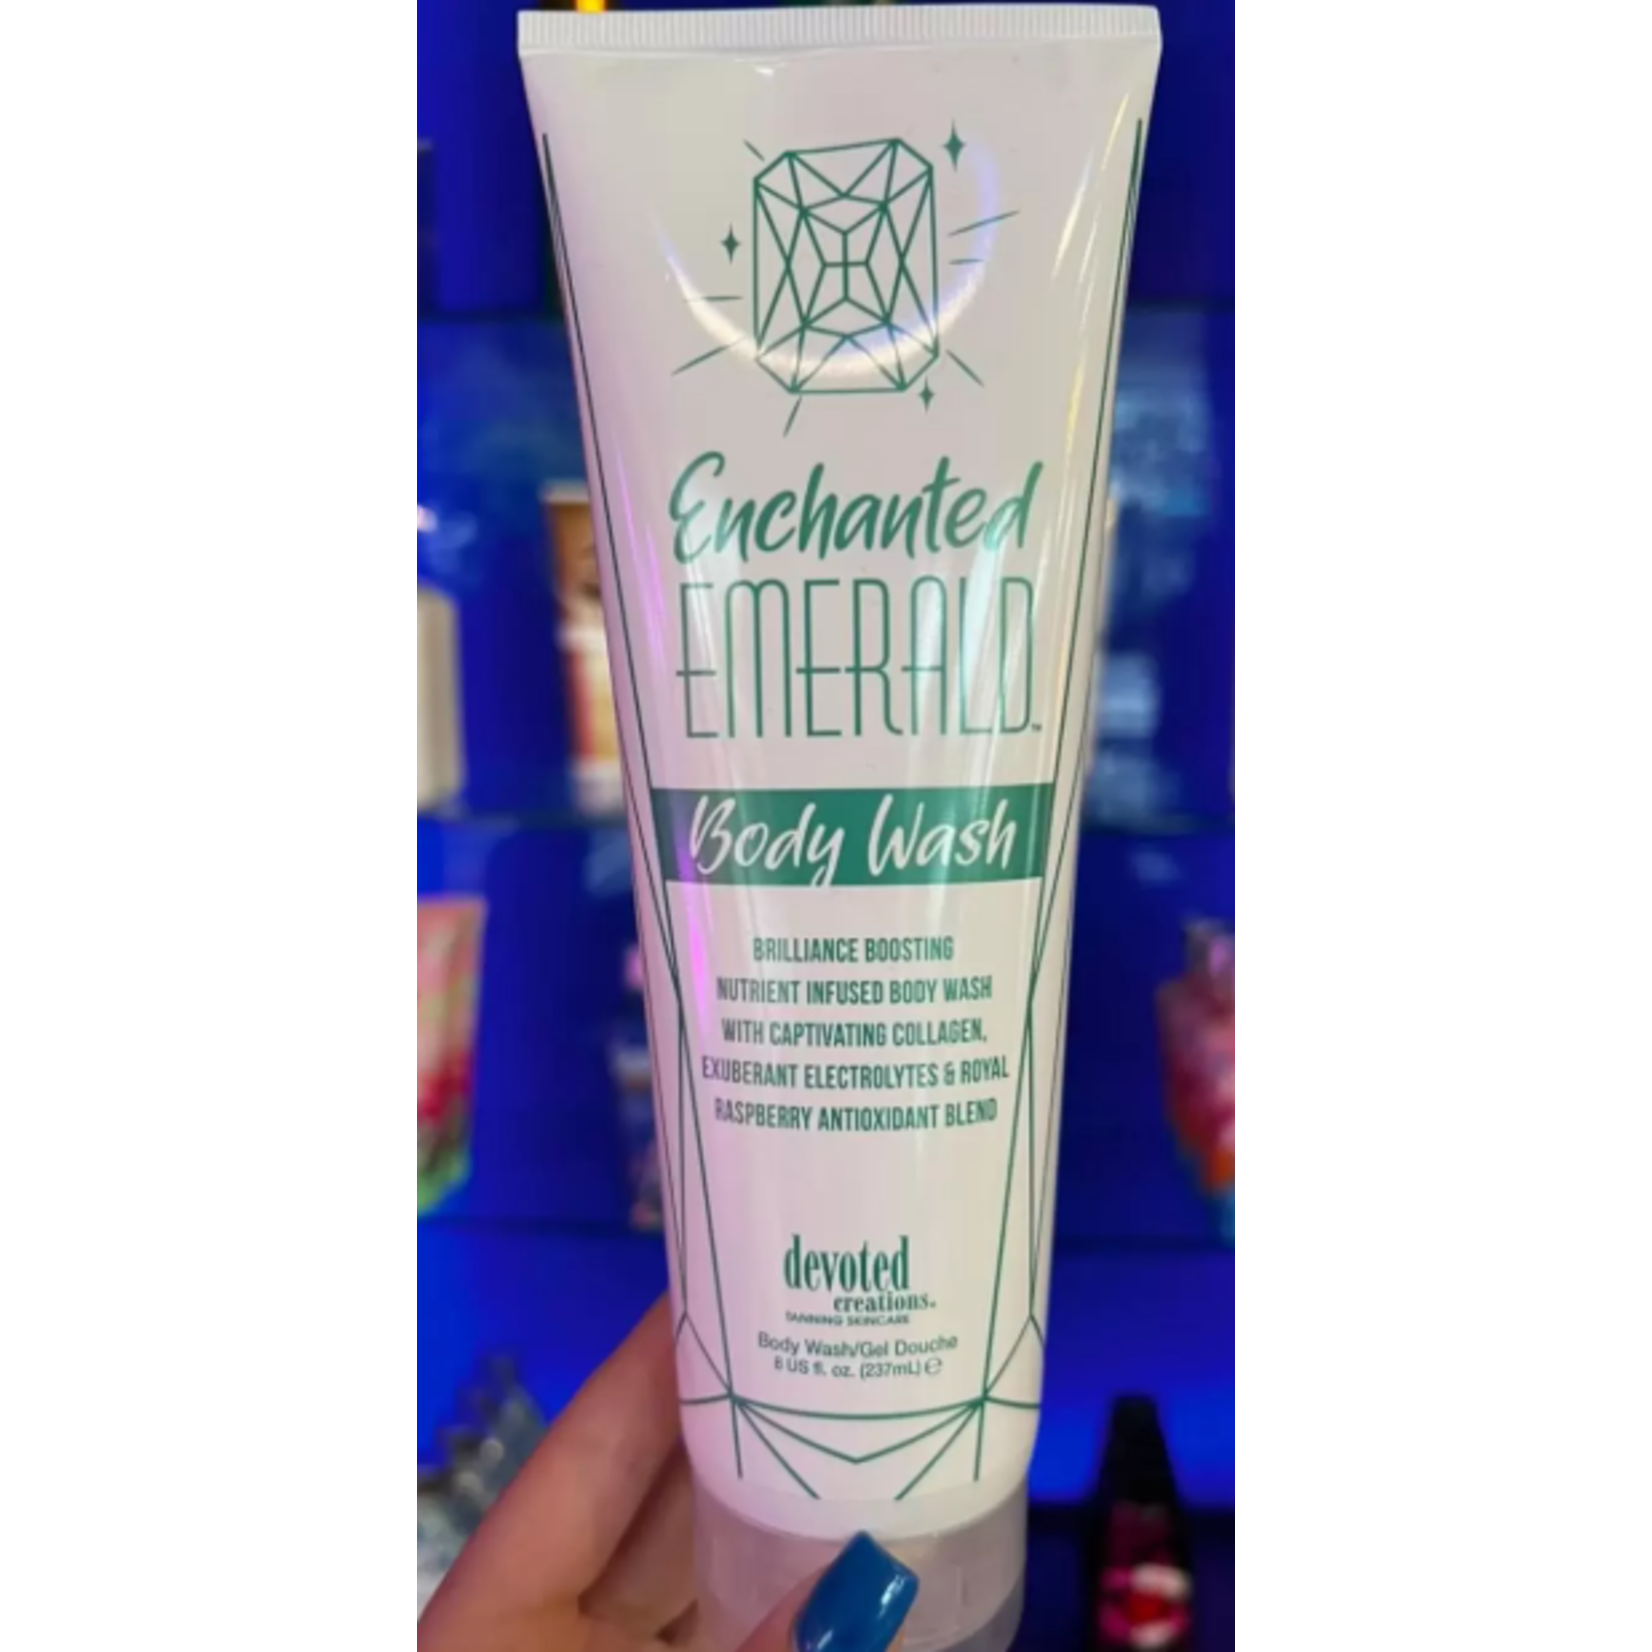 Enchanted
EMERALD™
Body Wash
BRILLIANCE BOOSTING
NUTRIENT INFUSED BODY WASH
WITH CAPTIVATING COLLAGEN,
EXUBERANT ELECTROLYTES & ROYAL
RASPBERRY ANTIOXIDANT BLEND
devoted
creations.
TANNING SKINCARE
Body Wash/Gel Douche
8 US fl. oz. (237mL) ℮